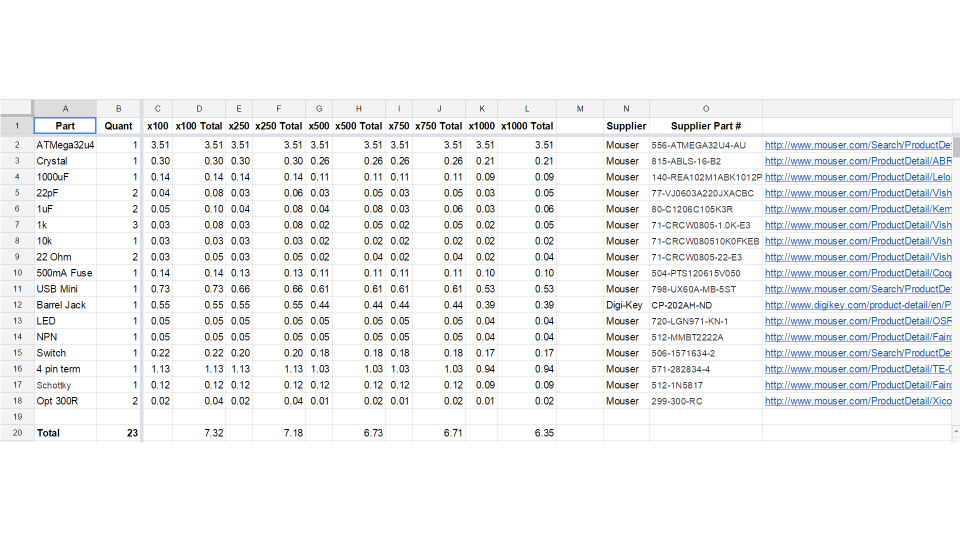 A B C D E F G H I J K L M N O
1 Part Quant x100 x100 Total x250 x250 Total x500 x500 Total x750 x750 Total x1000 x1000 Total Supplier Supplier Part #
2 ATMega32u4 1 3.51 3.51 3.51 3.51 3.51 3.51 3.51 3.51 3.51 3.51 Mouser 556-ATMEGA32U4-AU http://www.mouser.com/Search/ProductDe
3 Crystal 1 0.30 0.30 0.30 0.30 0.26 0.26 0.26 0.26 0.21 0.21 Mouser 815-ABLS-16-B2 http://www.mouser.com/ProductDetail/ABR
4 1000uF 1 0.14 0.14 0.14 0.14 0.11 0.11 0.11 0.11 0.09 0.09 Mouser 140-REA102M1ABK1012P http://www.mouser.com/ProductDetail/Lelo
5 22pF 2 0.04 0.08 0.03 0.06 0.03 0.05 0.03 0.05 0.03 0.05 Mouser 77-VJ0603A220JXACBC http://www.mouser.com/ProductDetail/Vish
6 1uF 2 0.05 0.10 0.04 0.08 0.04 0.08 0.03 0.06 0.03 0.06 Mouser 80-C1206C105K3R http://www.mouser.com/ProductDetail/Kem
7 1k 3 0.03 0.08 0.03 0.08 0.02 0.05 0.02 0.05 0.02 0.05 Mouser 71-CRCW0805-1.0K-E3 http://www.mouser.com/ProductDetail/Vish
8 10k 1 0.03 0.03 0.03 0.03 0.02 0.02 0.02 0.02 0.02 0.02 Mouser 71-CRCW080510K0FKEB http://www.mouser.com/ProductDetail/Vish
9 22 Ohm 2 0.03 0.05 0.03 0.05 0.02 0.04 0.02 0.04 0.02 0.04 Mouser 71-CRCW0805-22-E3 http://www.mouser.com/ProductDetail/Vish
10 500mA Fuse 1 0.14 0.14 0.13 0.13 0.11 0.11 0.11 0.11 0.10 0.10 Mouser 504-PTS120615V050 http://www.mouser.com/ProductDetail/Coop
11 USB Mini 1 0.73 0.73 0.66 0.66 0.61 0.61 0.61 0.61 0.53 0.53 Mouser 798-UX60A-MB-5ST http://www.mouser.com/Search/ProductDe
12 Barrel Jack 1 0.55 0.55 0.55 0.55 0.44 0.44 0.44 0.44 0.39 0.39 Digi-Key CP-202AH-ND http://www.digikey.com/product-detail/en/P
13 LED 1 0.05 0.05 0.05 0.05 0.05 0.05 0.05 0.05 0.04 0.04 Mouser 720-LGN971-KN-1 http://www.mouser.com/ProductDetail/OSR
14 NPN 1 0.05 0.05 0.05 0.05 0.05 0.05 0.05 0.05 0.04 0.04 Mouser 512-MMBT2222A http://www.mouser.com/ProductDetail/Fairc
15 Switch 1 0.22 0.22 0.20 0.20 0.18 0.18 0.18 0.18 0.17 0.17 Mouser 506-1571634-2 http://www.mouser.com/Search/ProductDe
16 4 pin term 1 1.13 1.13 1.13 1.13 1.03 1.03 1.03 1.03 0.94 0.94 Mouser 571-282834-4 http://www.mouser.com/ProductDetail/TE-C
17 Schottky 1 0.12 0.12 0.12 0.12 0.12 0.12 0.12 0.12 0.09 0.09 Mouser 512-1N5817 http://www.mouser.com/ProductDetail/Fairc
18 Opt 300R 2 0.02 0.04 0.02 0.04 0.01 0.02 0.01 0.02 0.01 0.02 Mouser 299-300-RC http://www.mouser.com/ProductDetail/Xico
19
20 Total 23 7.32 7.18 6.73 6.71 6.35